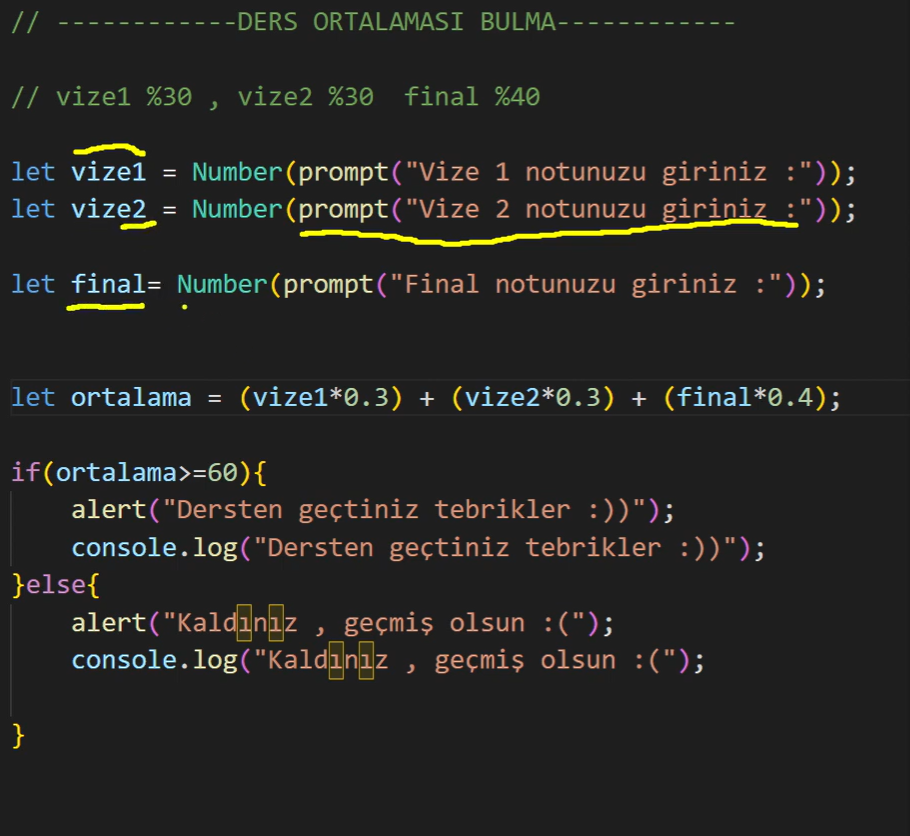 // ------------DERS ORTALAMASI BULMA------------
// vize1 %30 , vize2 %30  final %40
let vize1 = Number(prompt("Vize 1 notunuzu giriniz :"));
let vize2 = Number(prompt("Vize 2 notunuzu giriniz :"));
let final= Number(prompt("Final notunuzu giriniz :"));
let ortalama = (vize1*0.3) + (vize2*0.3) + (final*0.4);
if(ortalama>=60){
    alert("Dersten geçtiniz tebrikler :))");
    console.log("Dersten geçtiniz tebrikler :))");
}else{
    alert("Kaldınız , geçmiş olsun :(");
    console.log("Kaldınız , geçmiş olsun :(");
}